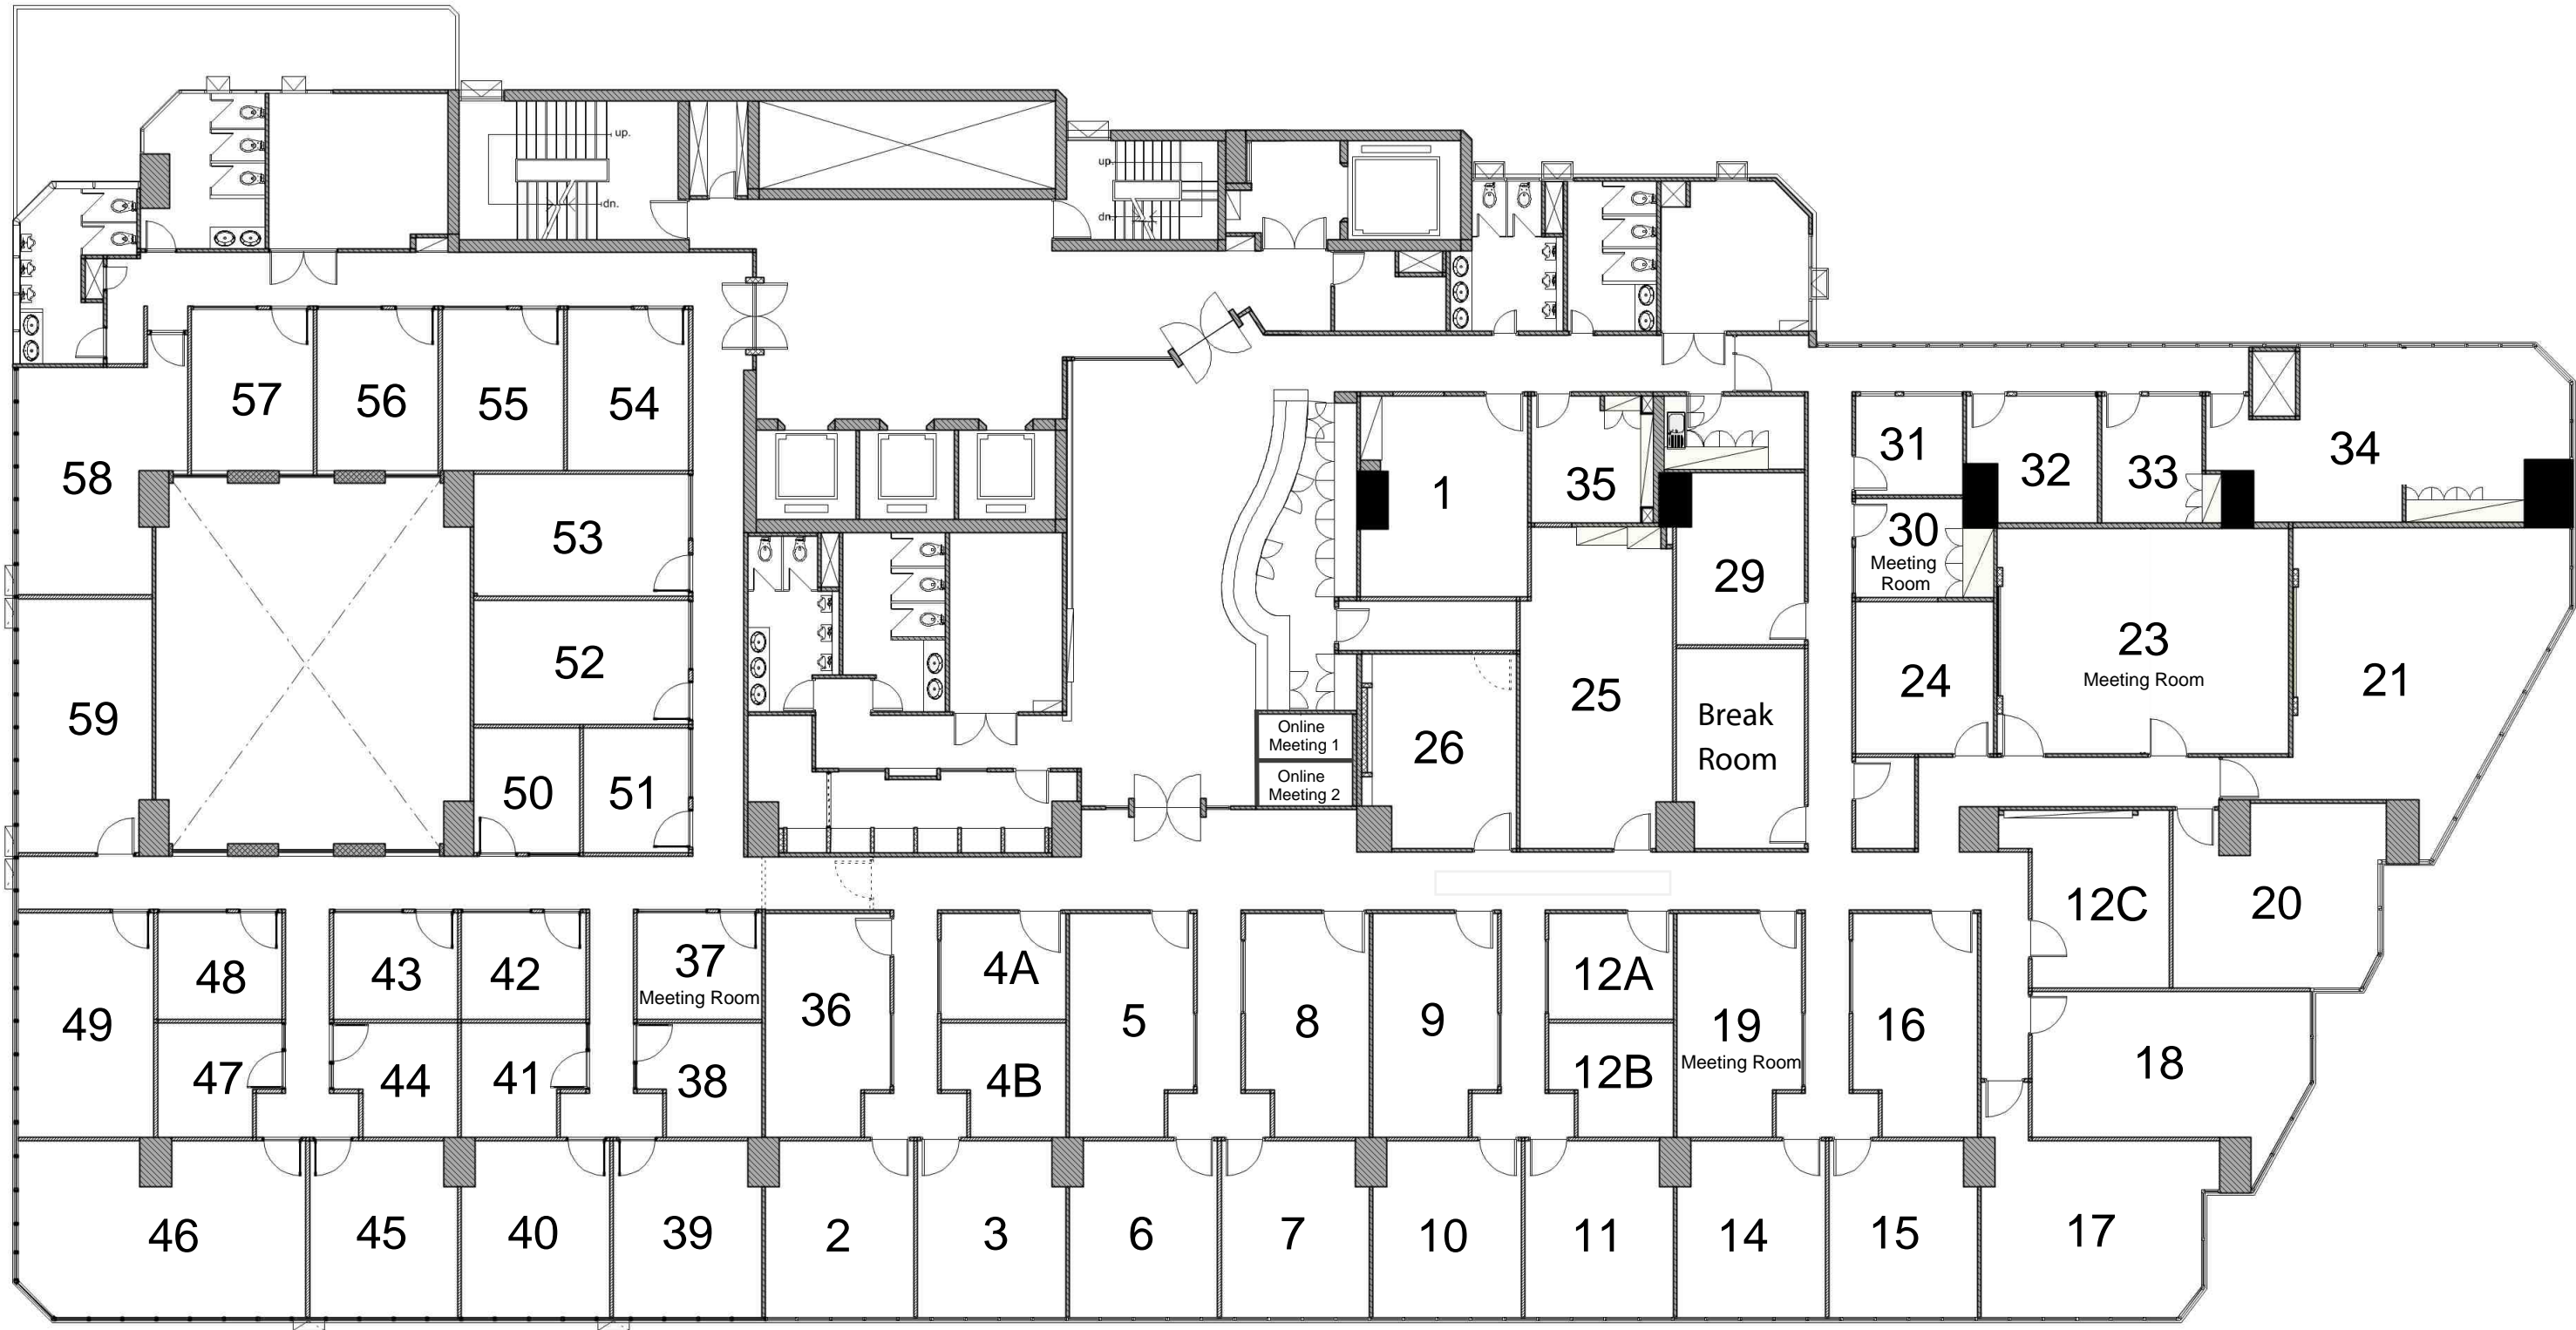 up.
dn.
up.
dn.
57
56
55
54
58
53
52
59
50
51
1
35
29
25
26
Break
Room
Online
Meeting 1
Online
Meeting 2
31
32
33
34
30
Meeting
Room
24
23
Meeting Room
21
12C
20
49
48
43
42
37
Meeting Room
36
4A
5
8
9
12A
19
Meeting Room
16
47
44
41
38
4B
12B
18
46
45
40
39
2
3
6
7
10
11
14
15
17